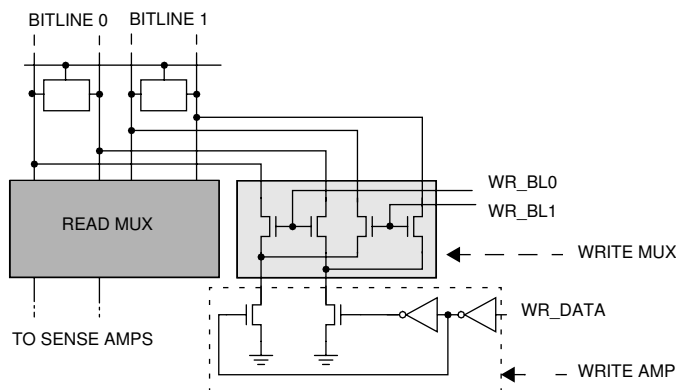 BITLINE 0
BITLINE 1
WR_BL0
WR_BL1
READ MUX
WRITE MUX
TO SENSE AMPS
WR_DATA
WRITE AMP